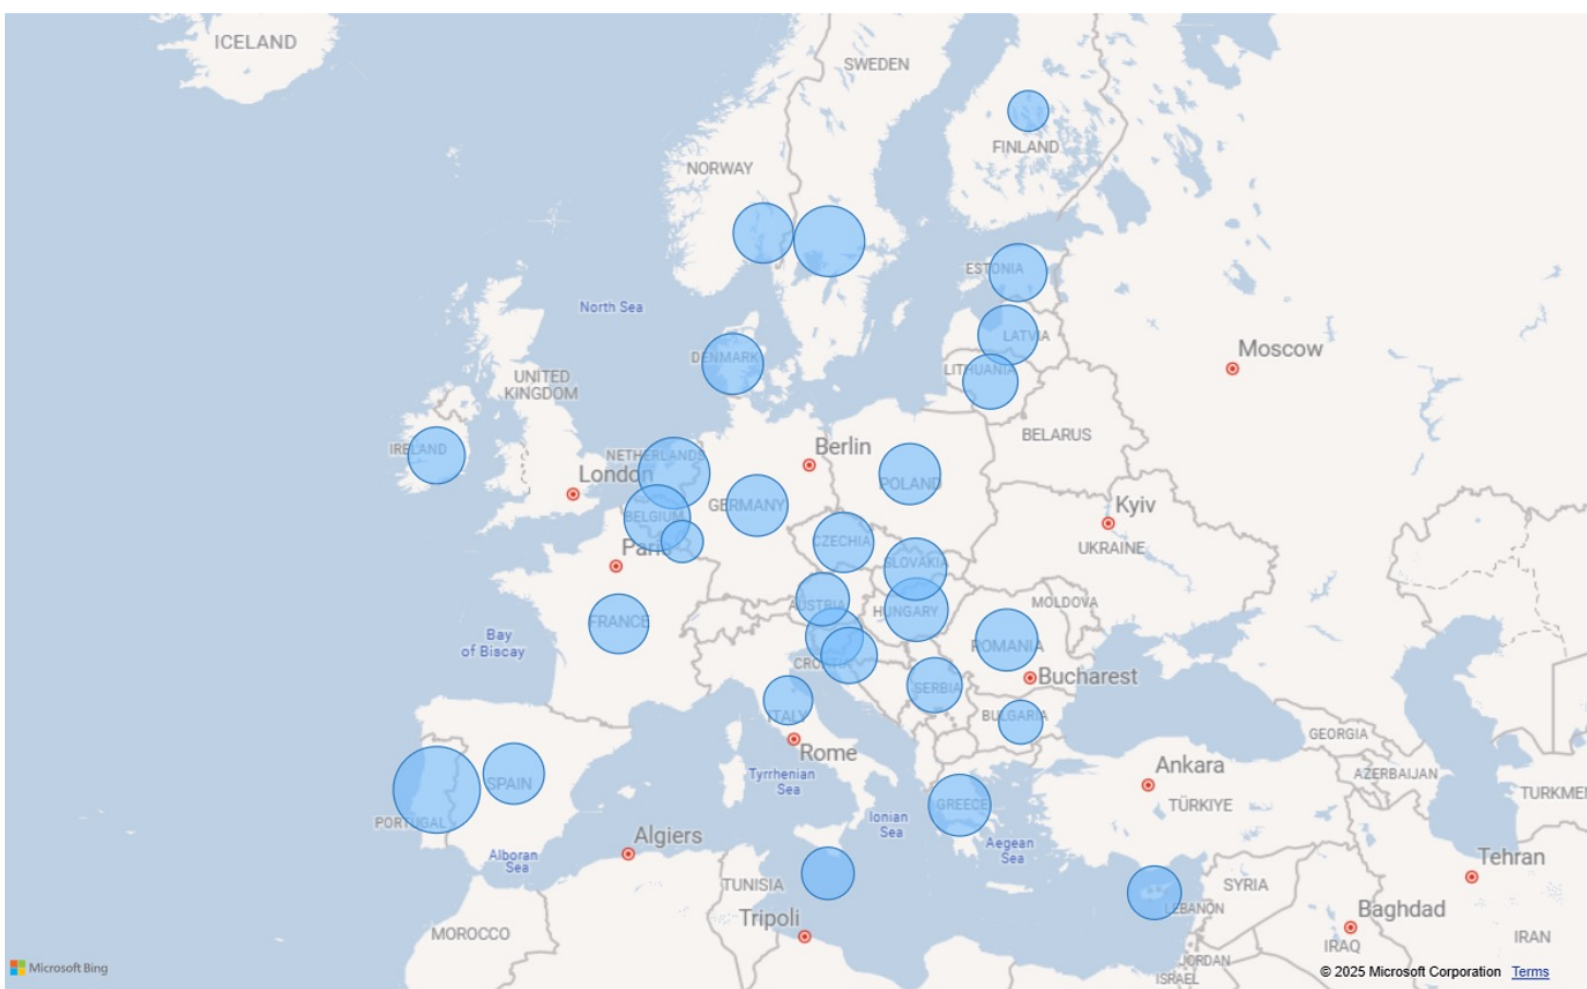 ICELAND
SWEDEN
FINLAND
NORWAY
ESTONIA
North Sea
LATVIA
Moscow
DENMARK
LITHUANIA
UNITED
KINGDOM
BELARUS
IRELAND
NETHERLANDS
Berlin
London
POLAND
GERMANY
Kyiv
BELGIUM
Paris
CZECHIA
UKRAINE
SLOVAKIA
AUSTRIA
HUNGARY
MOLDOVA
FRANCE
Bay
of Biscay
ROMANIA
CROATIA
Bucharest
SERBIA
ITALY
BULGARIA
GEORGIA
Rome
Ankara
AZERBAIJAN
Tyrrhenian
Sea
SPAIN
TÜRKIYE
TURKMEN
GREECE
PORTUGAL
Ionian
Sea
Algiers
Aegean
Sea
Alboran
Sea
Tehran
TUNISIA
SYRIA
LEBANON
Baghdad
Tripoli
MOROCCO
IRAQ
IRAN
JORDAN
ISRAEL
Microsoft Bing
© 2025 Microsoft Corporation Terms